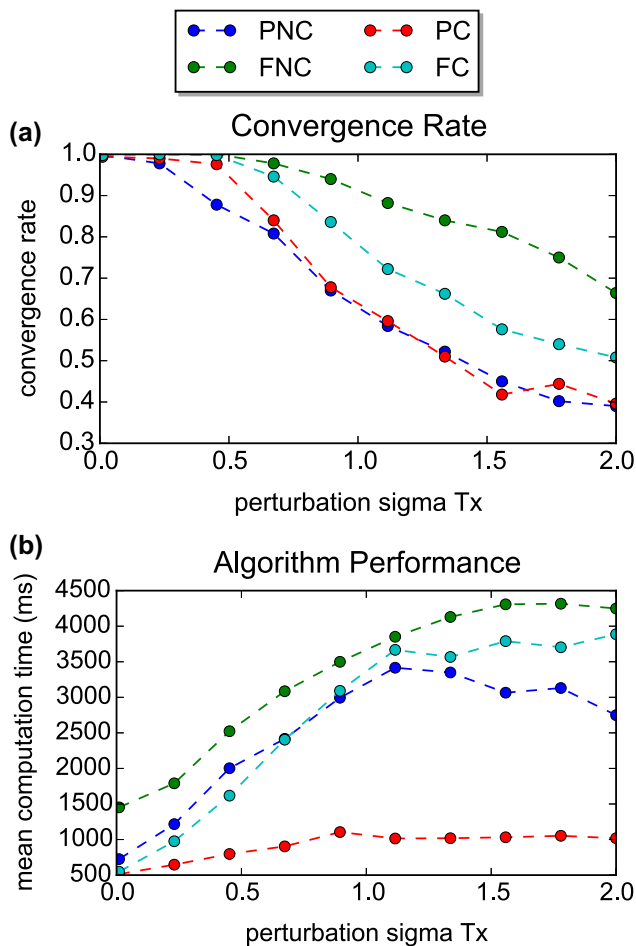 PNC
PC
FNC
FC
(a)
Convergence Rate
convergence rate
1.0
0.9
0.8
0.7
0.6
0.5
0.4
0.3
0.0
0.5
1.0
1.5
2.0
perturbation sigma Tx
(b)
Algorithm Performance
mean computation time (ms)
4500
4000
3500
3000
2500
2000
1500
1000
500
0.0
0.5
1.0
1.5
2.0
perturbation sigma Tx